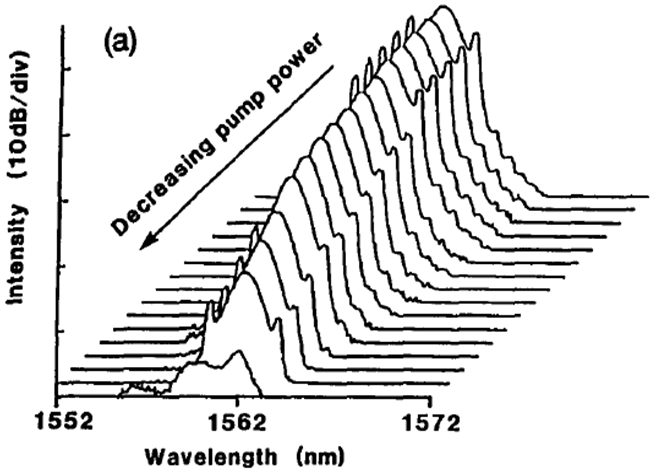 (a)
Decreasing pump power
Intensity (10dB/div)
1552 1562 1572
Wavelength (nm)